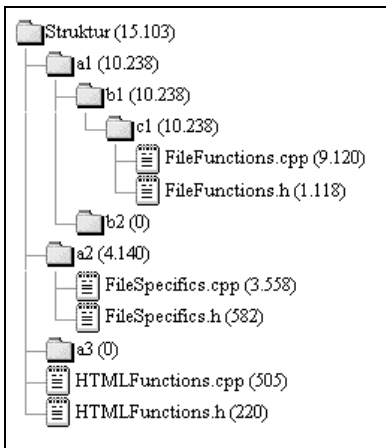 Struktur (15.103)
a1 (10.238)
b1 (10.238)
c1 (10.238)
FileFunctions.cpp (9.120)
FileFunctions.h (1.118)
b2 (0)
a2 (4.140)
FileSpecifics.cpp (3.558)
FileSpecifics.h (582)
a3 (0)
HTMLFunctions.cpp (505)
HTMLFunctions.h (220)